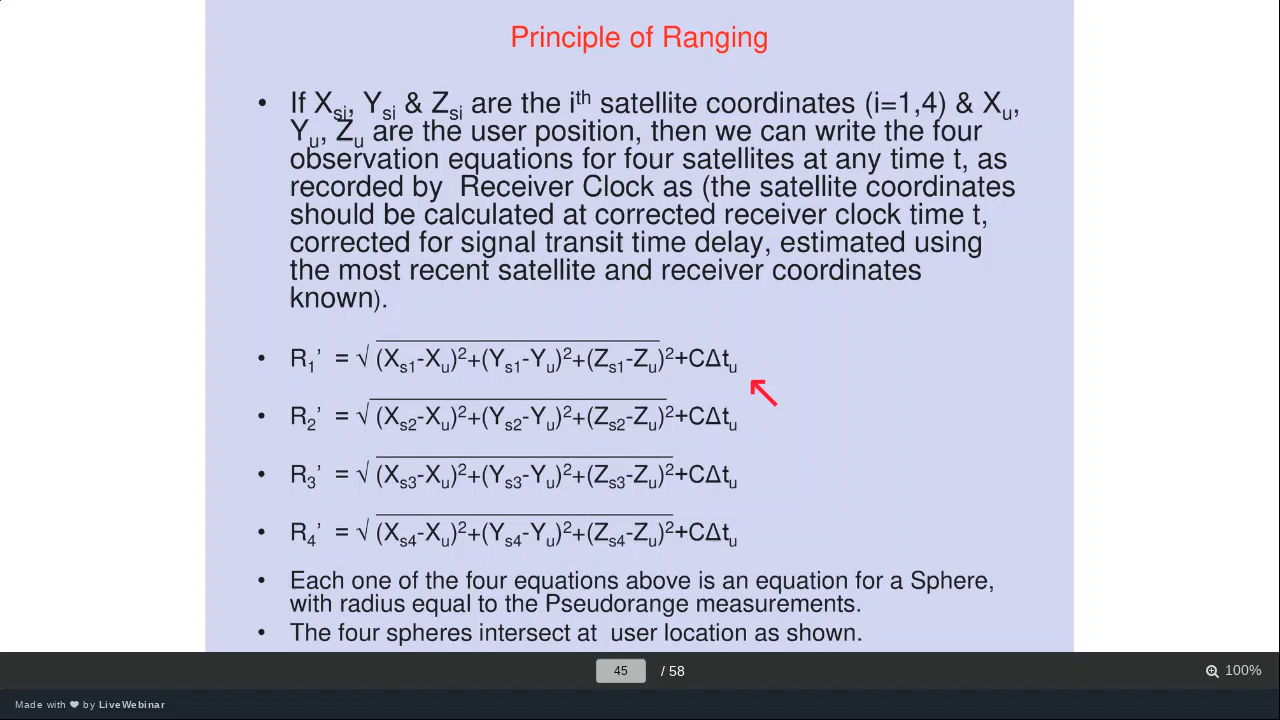 Principle of Ranging
• If Xsi, Ysi & Zsi are the ith satellite coordinates (i=1,4) & Xu,
Yu, Zu are the user position, then we can write the four
observation equations for four satellites at any time t, as
recorded by  Receiver Clock as (the satellite coordinates
should be calculated at corrected receiver clock time t,
corrected for signal transit time delay, estimated using
the most recent satellite and receiver coordinates
known).
• R1’ = √ (Xs1-Xu)2+(Ys1-Yu)2+(Zs1-Zu)2+CΔtu
• R2’ = √ (Xs2-Xu)2+(Ys2-Yu)2+(Zs2-Zu)2+CΔtu
• R3’ = √ (Xs3-Xu)2+(Ys3-Yu)2+(Zs3-Zu)2+CΔtu
• R4’ = √ (Xs4-Xu)2+(Ys4-Yu)2+(Zs4-Zu)2+CΔtu
• Each one of the four equations above is an equation for a Sphere,
with radius equal to the Pseudorange measurements.
• The four spheres intersect at  user location as shown.
45 / 58 100%
Made with ❤ by LiveWebinar